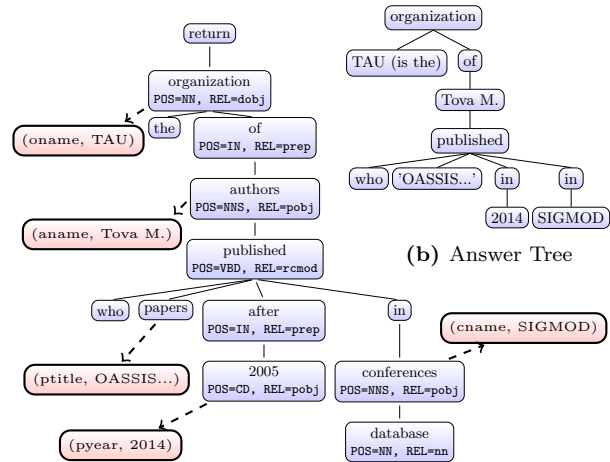 return
organization
POS=NN, REL=dobj
(oname, TAU)
the
of
POS=IN, REL=prep
authors
POS=NNS, REL=pobj
(aname, Tova M.)
published
POS=VBD, REL=rcmod
who
papers
after
POS=IN, REL=prep
in
(cname, SIGMOD)
(ptitle, OASSIS...)
2005
POS=CD, REL=pobj
conferences
POS=NNS, REL=pobj
(pyear, 2014)
database
POS=NN, REL=nn
organization
TAU (is the)
of
Tova M.
published
who
'OASSIS...'
in
in
2014
SIGMOD
(b) Answer Tree